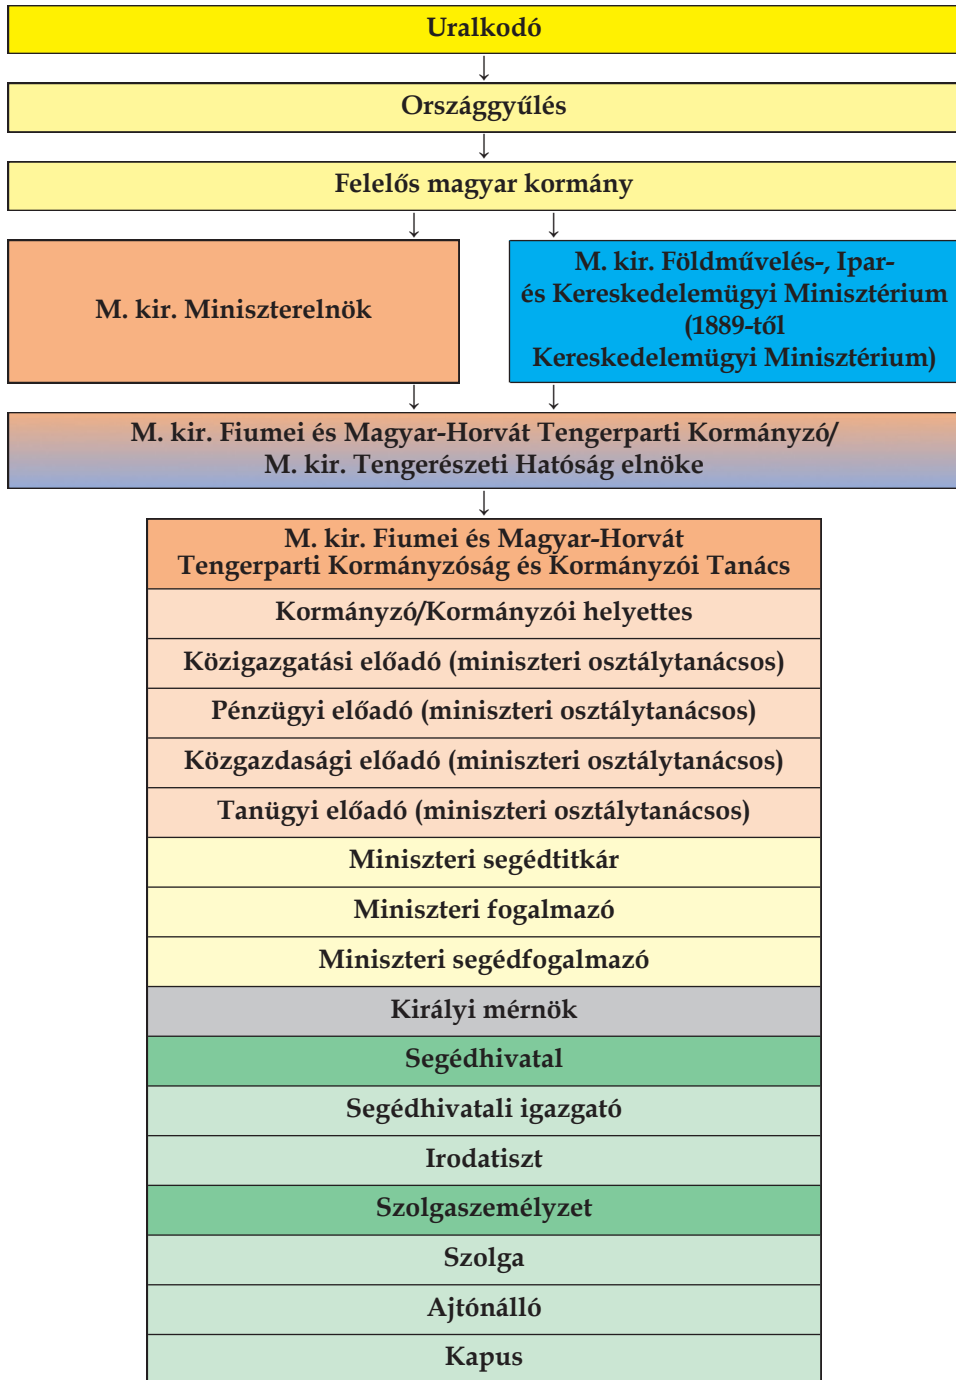 Uralkodó
Országgyűlés
Felelős magyar kormány
M. kir. Miniszterelnök
M. kir. Földművelés-, Ipar-
és Kereskedelemügyi Minisztérium
(1889-től
Kereskedelemügyi Minisztérium)
M. kir. Fiumei és Magyar-Horvát Tengerparti Kormányzó/
M. kir. Tengerészeti Hatóság elnöke
M. kir. Fiumei és Magyar-Horvát
Tengerparti Kormányzóság és Kormányzói Tanács
Kormányzó/Kormányzói helyettes
Közigazgatási előadó (miniszteri osztálytanácsos)
Pénzügyi előadó (miniszteri osztálytanácsos)
Közgazdasági előadó (miniszteri osztálytanácsos)
Tanügyi előadó (miniszteri osztálytanácsos)
Miniszteri segédtitkár
Miniszteri fogalmazó
Miniszteri segédfogalmazó
Királyi mérnök
Segédhivatal
Segédhivatali igazgató
Irodatiszt
Szolgaszemélyzet
Szolga
Ajtónálló
Kapus